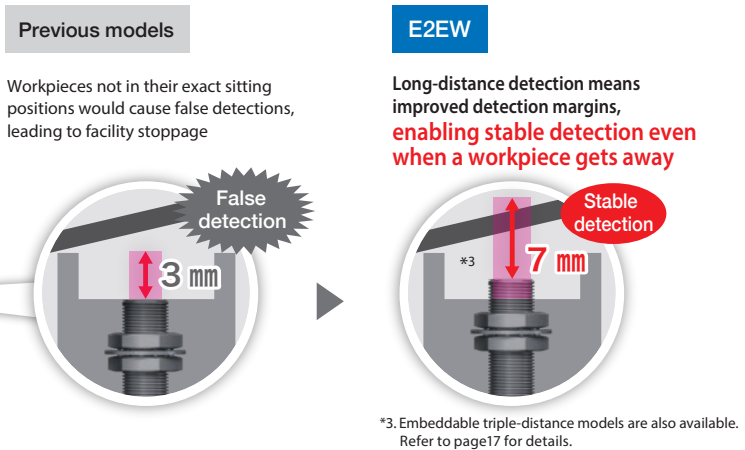 Previous models
Workpieces not in their exact sitting
positions would cause false detections,
leading to facility stoppage
False
detection
3 mm
E2EW
Long-distance detection means
improved detection margins,
enabling stable detection even
when a workpiece gets away
Stable
detection
*3
7 mm
*3. Embeddable triple-distance models are also available.
Refer to page17 for details.